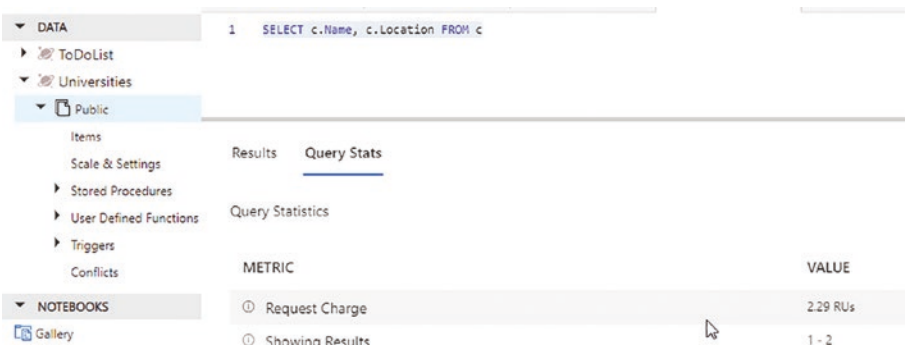 DATA
ToDoList
Universities
Public
Items
Scale & Settings
Stored Procedures
User Defined Functions
Triggers
Conflicts
NOTEBOOKS
Gallery
1 SELECT c.Name, c.Location FROM c
Results Query Stats
Query Statistics
METRIC VALUE
Request Charge 2.29 RUs
Showing Results 1 - 2